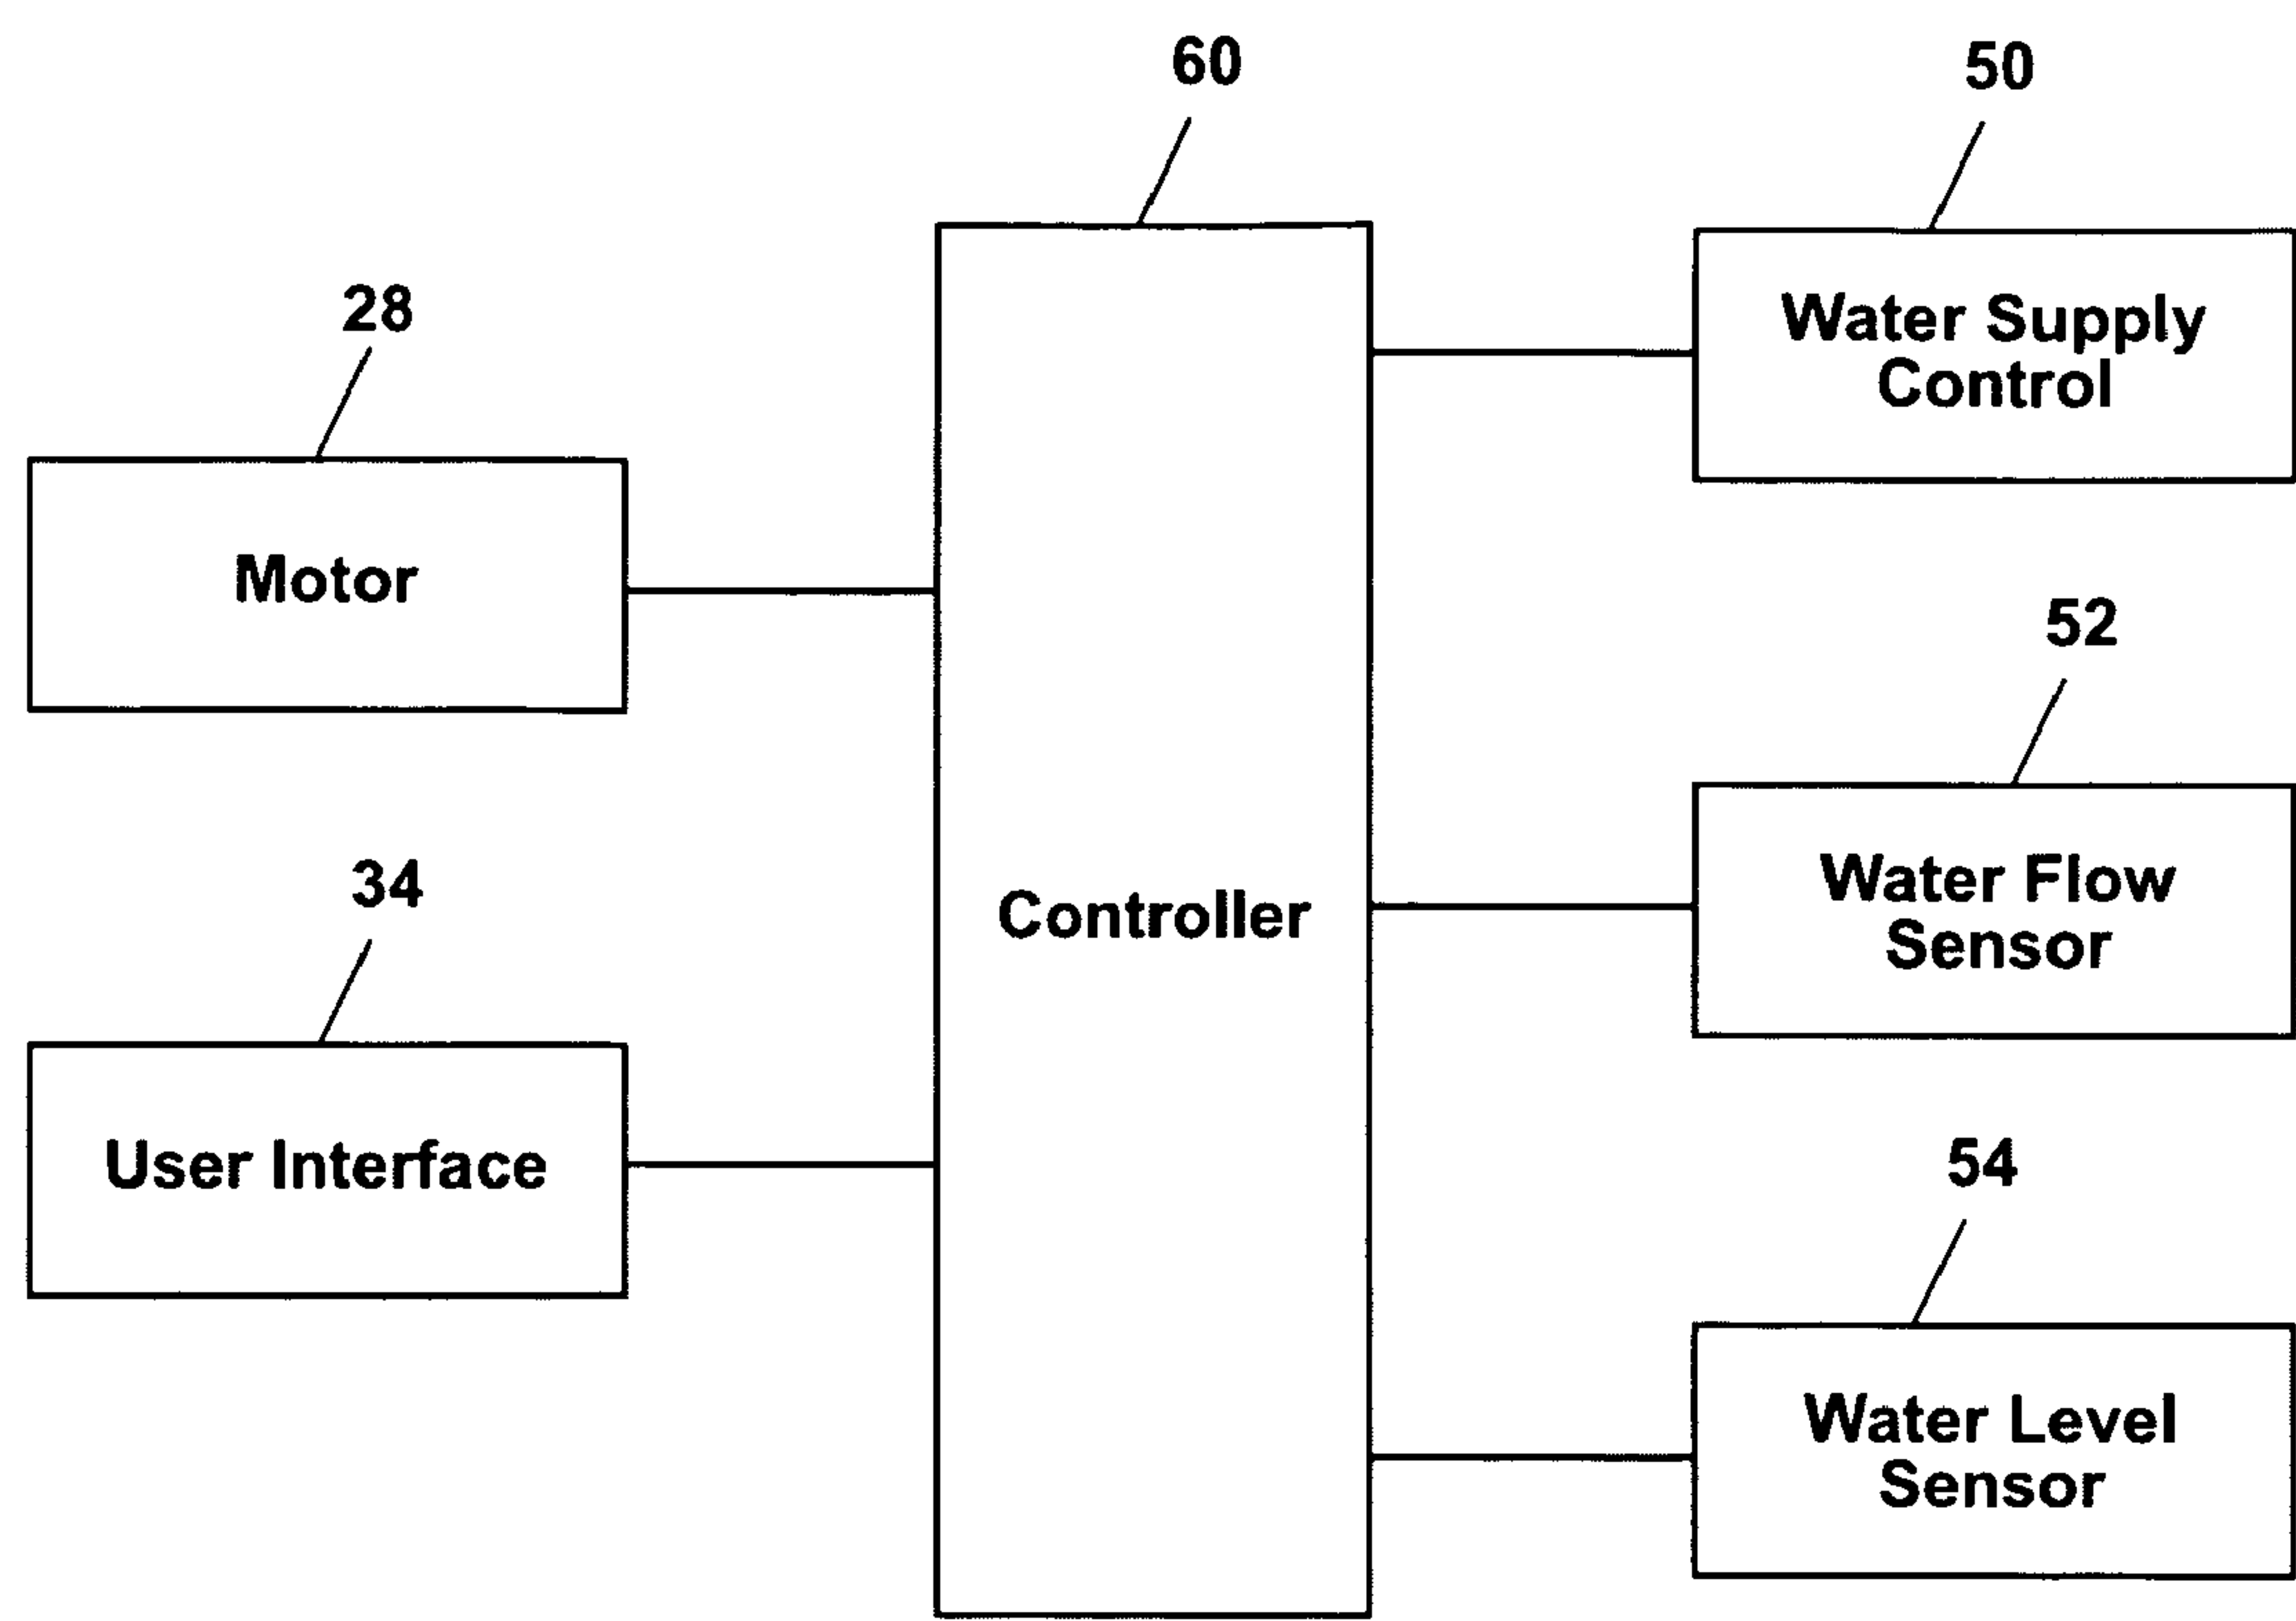 60
50
28
Water Supply
Control
Motor
52
34
Water Flow
Sensor
Controller
User Interface
54
Water Level
Sensor